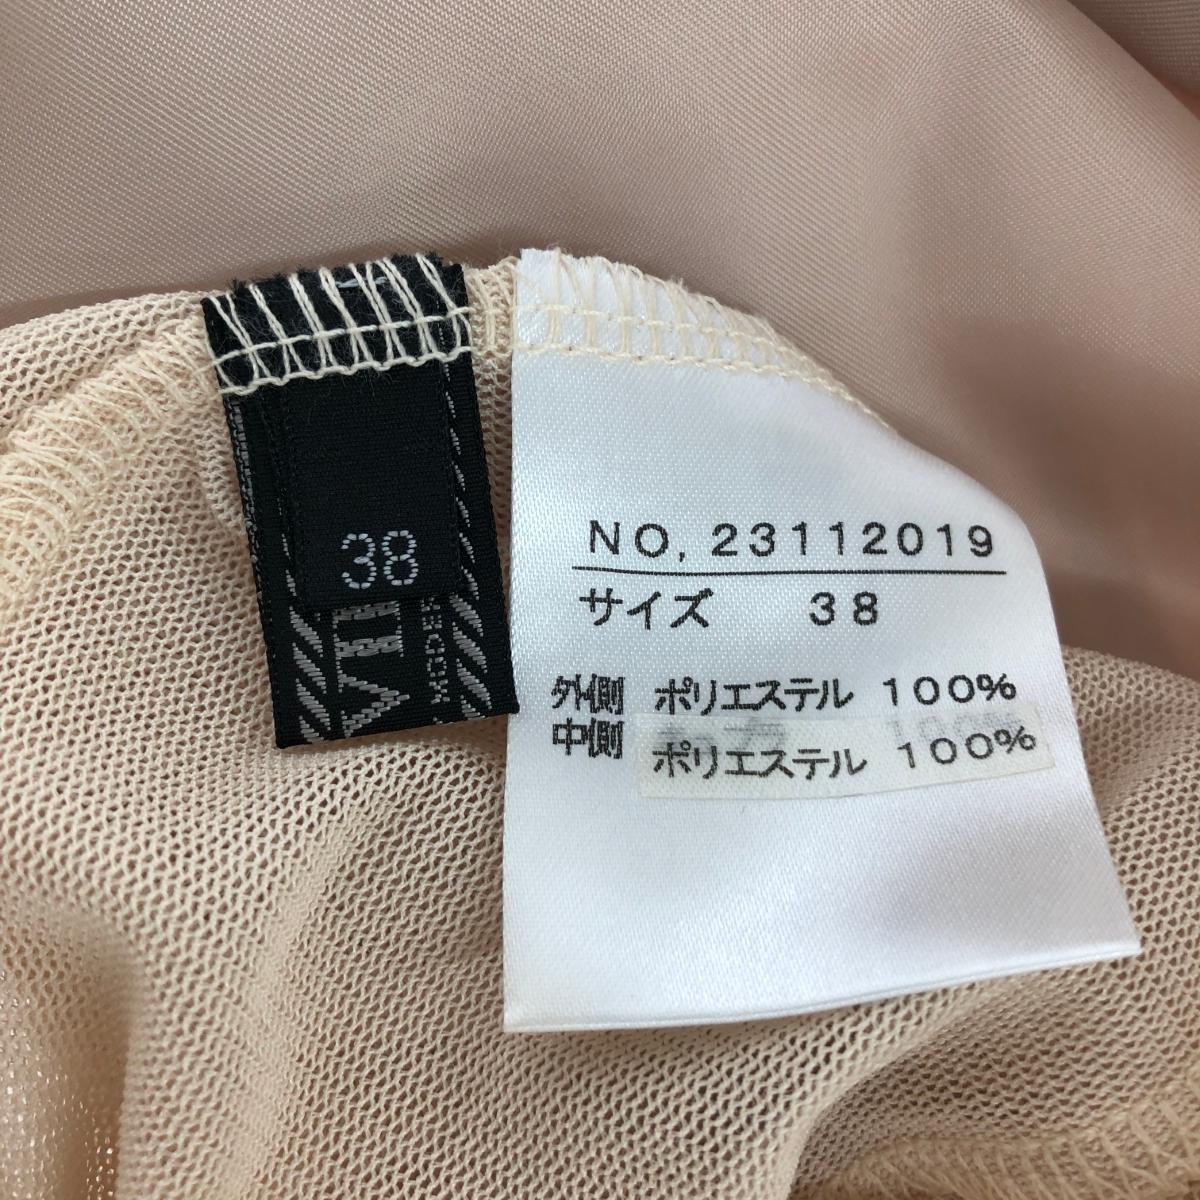 38
NO, 23112019
サイズ 38
外側 ポリエステル 100%
中側 ポリエステル 100%